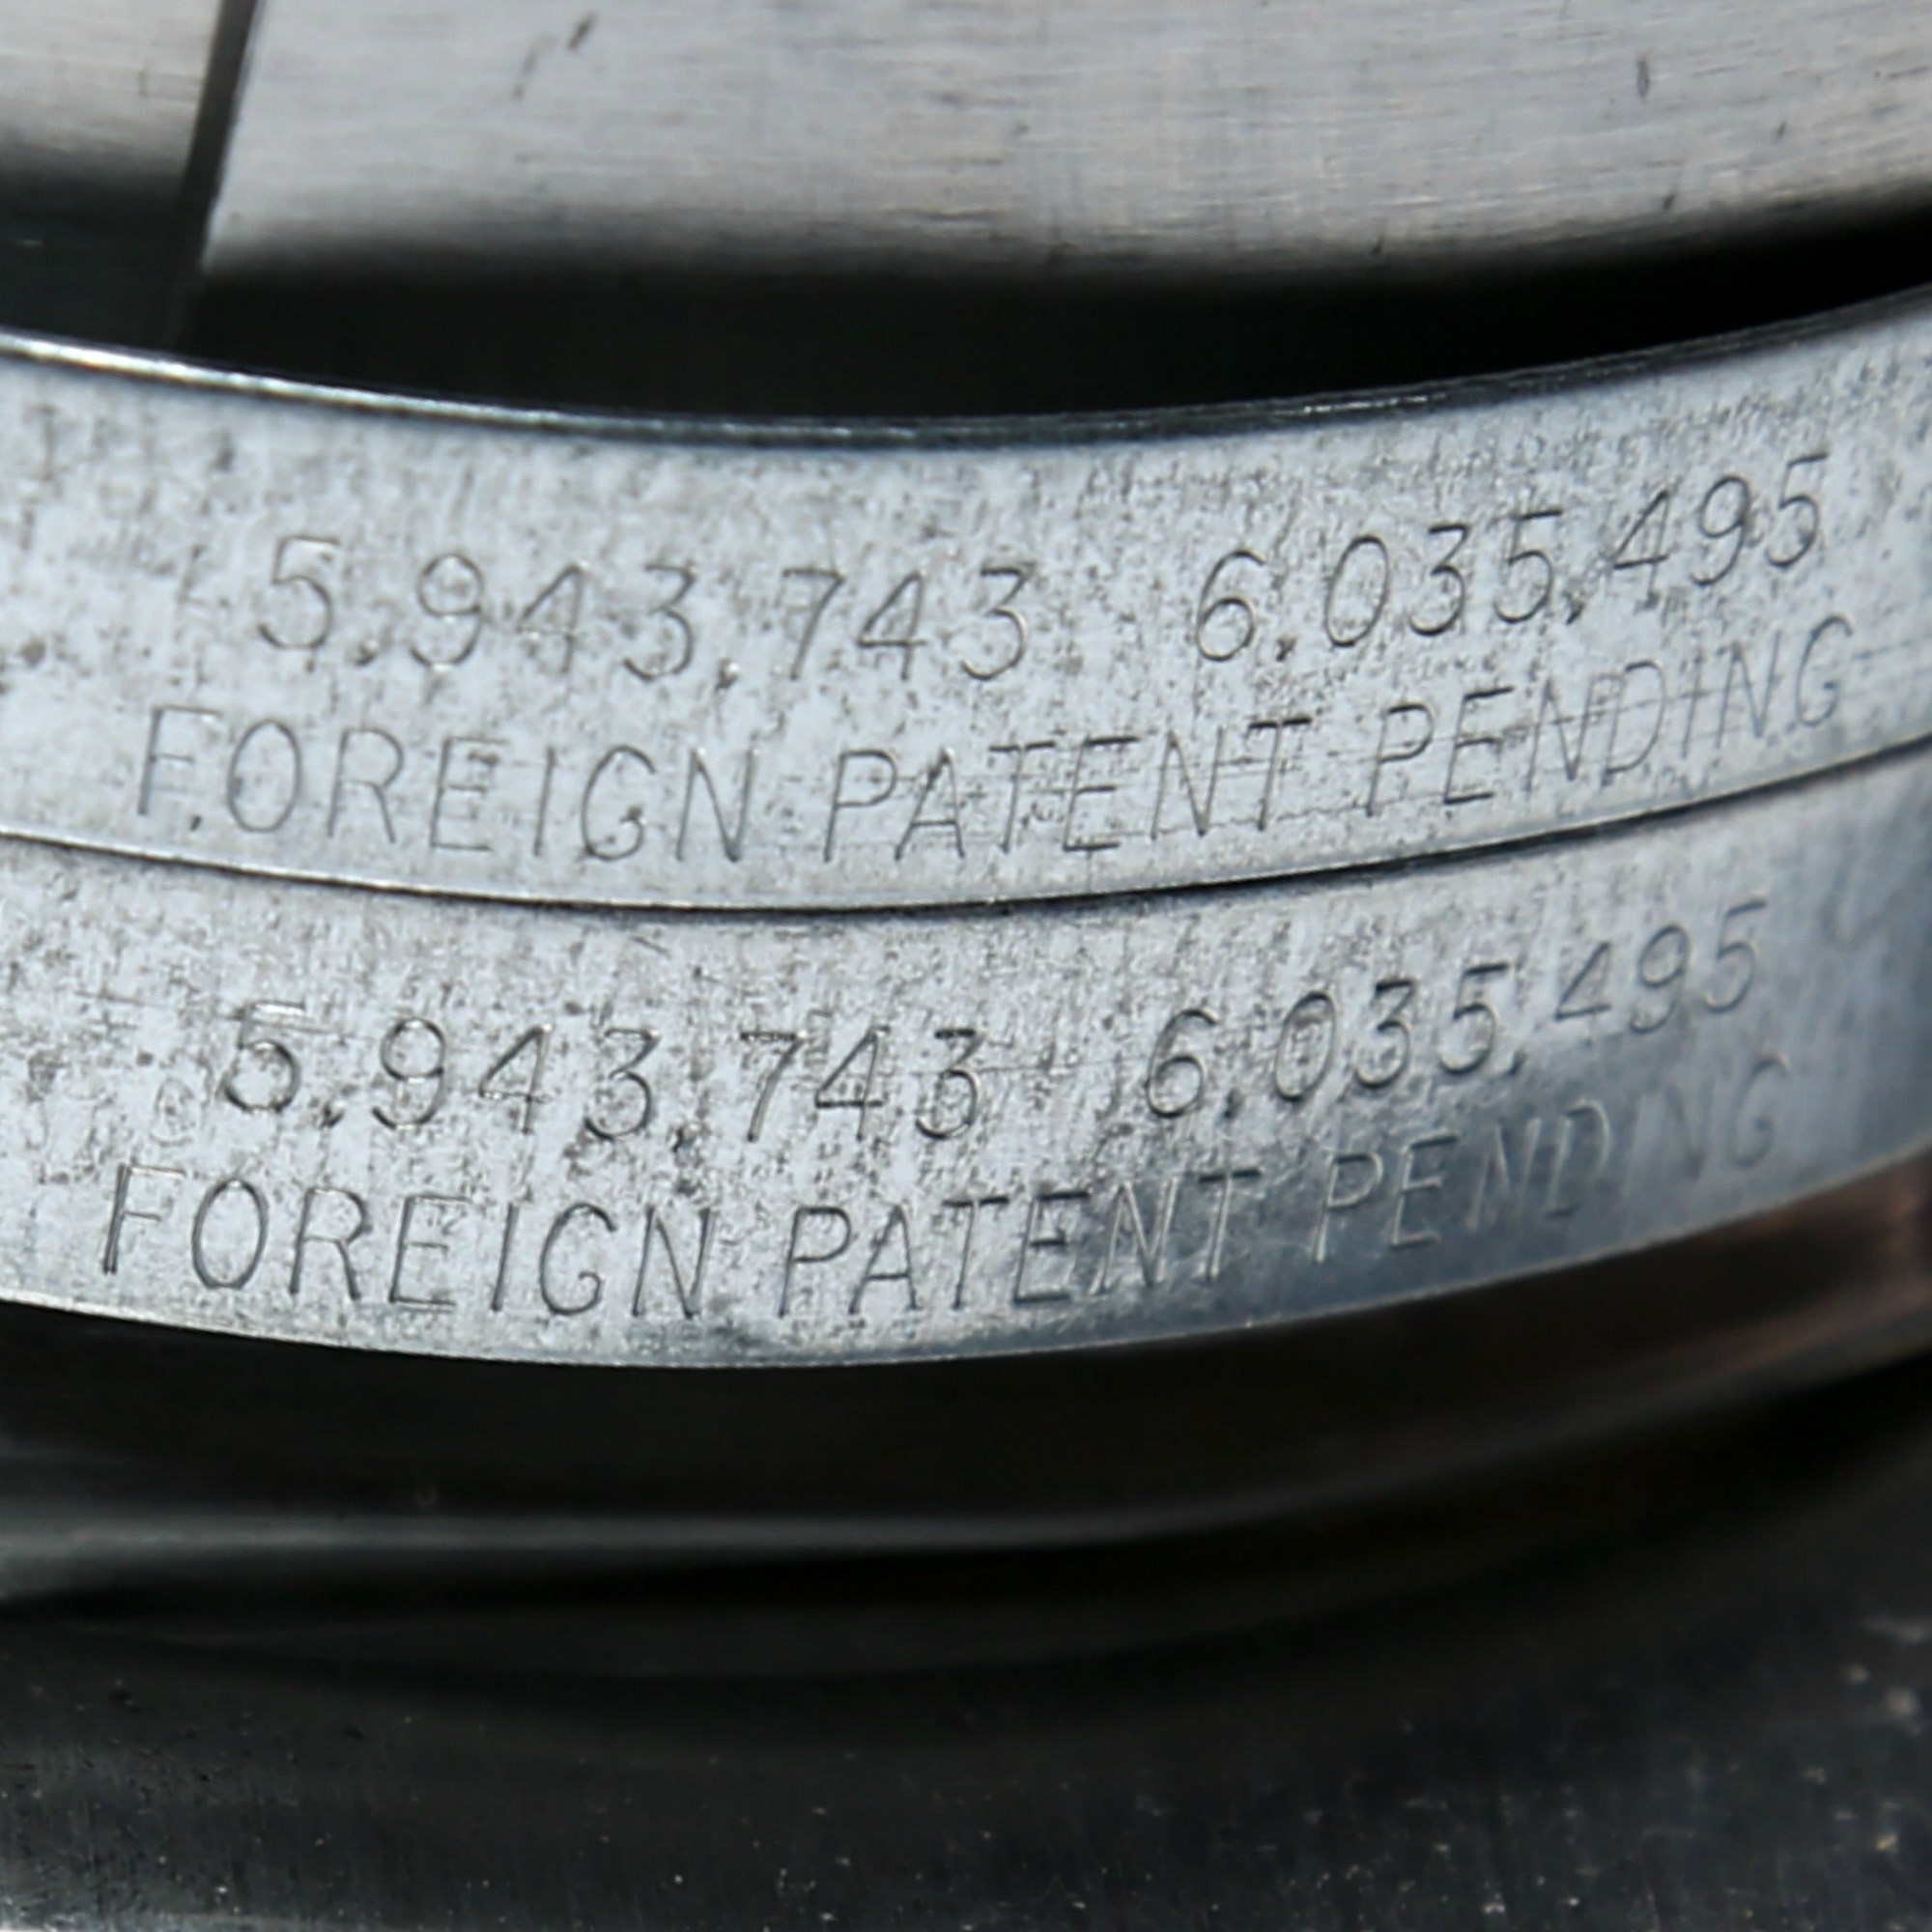 5,943,743 6,035,495
FOREIGN PATENT PENDING
5,943,743 6,035,495
FOREIGN PATENT PENDING